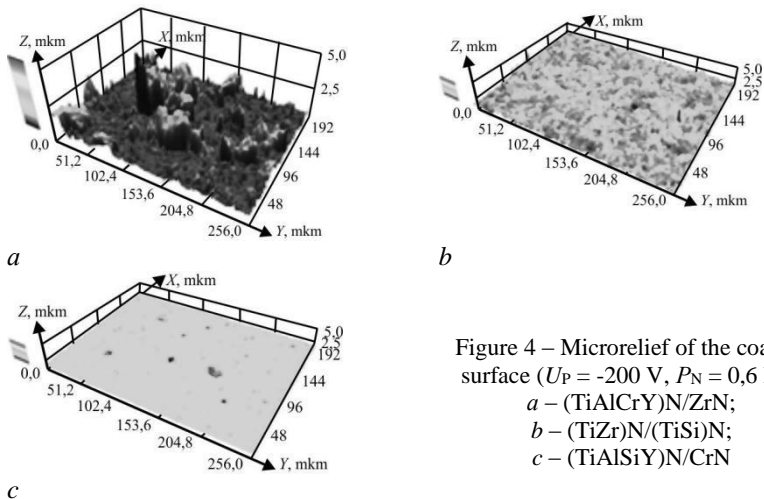 Z, mkm
X, mkm
5,0
2,5
192
144
96
48
0,0
51,2
102,4
153,6
204,8
256,0
Y, mkm
a
Z, mkm
X, mkm
5,0
2,5
192
144
96
48
0,0
51,2
102,4
153,6
204,8
256,0
Y, mkm
b
Z, mkm
X, mkm
5,0
2,5
192
144
96
48
0,0
51,2
102,4
153,6
204,8
256,0
Y, mkm
c
Figure 4 – Microrelief of the coa
surface (UP = -200 V, PN = 0,6
a – (TiAlCrY)N/ZrN;
b – (TiZr)N/(TiSi)N;
c – (TiAlSiY)N/CrN